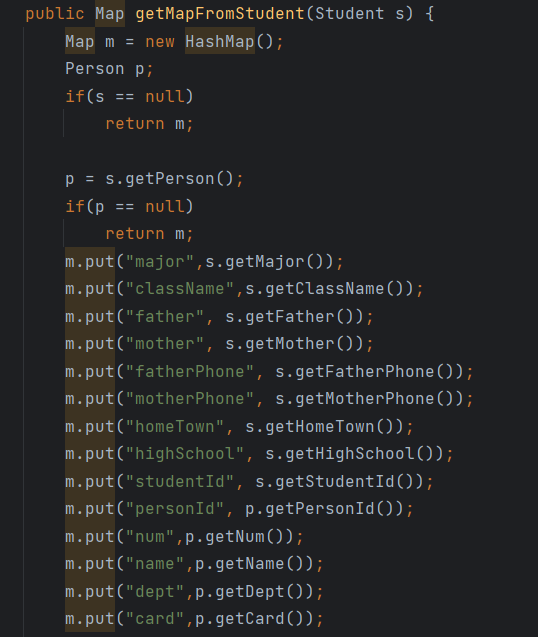 public Map getMapFromStudent(Student s) {
    Map m = new HashMap();
    Person p;
    if(s == null)
        return m;

    p = s.getPerson();
    if(p == null)
        return m;
    m.put("major",s.getMajor());
    m.put("className",s.getClassName());
    m.put("father", s.getFather());
    m.put("mother", s.getMother());
    m.put("fatherPhone", s.getFatherPhone());
    m.put("motherPhone", s.getMotherPhone());
    m.put("homeTown", s.getHomeTown());
    m.put("highSchool", s.getHighSchool());
    m.put("studentId", s.getStudentId());
    m.put("personId", p.getPersonId());
    m.put("num",p.getNum());
    m.put("name",p.getName());
    m.put("dept",p.getDept());
    m.put("card",p.getCard());